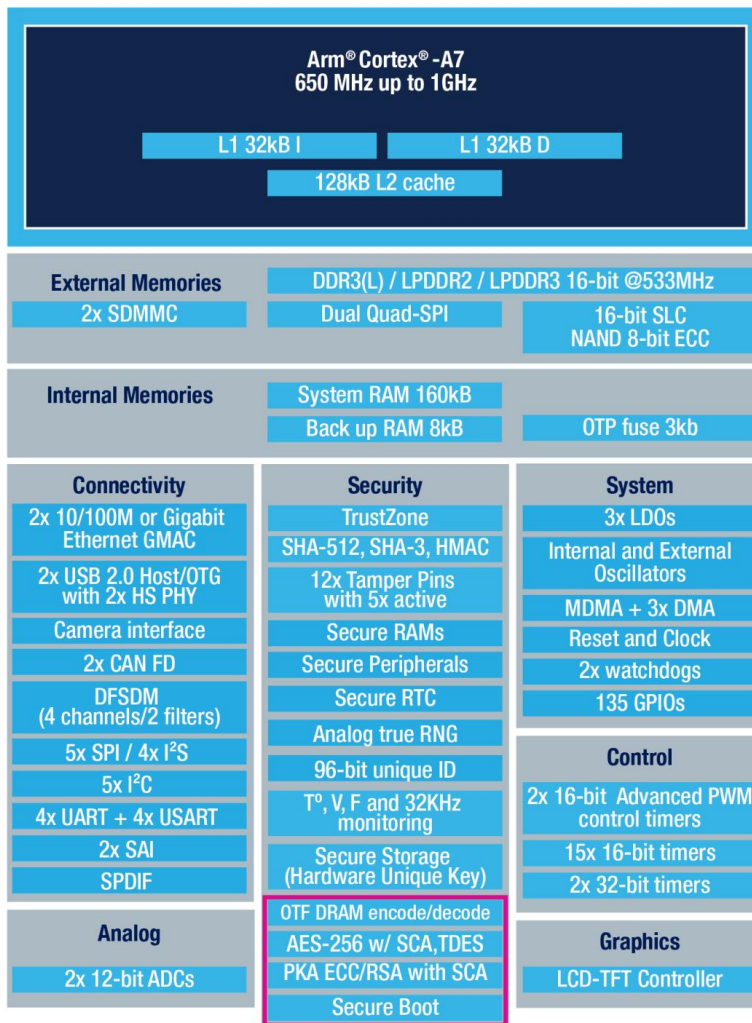 Arm® Cortex® -A7
650 MHz up to 1GHz
L1 32kB I
L1 32kB D
128kB L2 cache
External Memories
DDR3(L) / LPDDR2 / LPDDR3 16-bit @533MHz
2x SDMMC
Dual Quad-SPI
16-bit SLC
NAND 8-bit ECC
Internal Memories
System RAM 160kB
Back up RAM 8kB
OTP fuse 3kb
Connectivity
2x 10/100M or Gigabit
Ethernet GMAC
2x USB 2.0 Host/OTG
with 2x HS PHY
Camera interface
2x CAN FD
DFSDM
(4 channels/2 filters)
5x SPI / 4x I²S
5x I²C
4x UART + 4x USART
2x SAI
SPDIF
Analog
2x 12-bit ADCs
Security
TrustZone
SHA-512, SHA-3, HMAC
12x Tamper Pins
with 5x active
Secure RAMs
Secure Peripherals
Secure RTC
Analog true RNG
96-bit unique ID
Tº, V, F and 32KHz
monitoring
Secure Storage
(Hardware Unique Key)
OTF DRAM encode/decode
AES-256 w/ SCA,TDES
PKA ECC/RSA with SCA
Secure Boot
System
3x LDOs
Internal and External
Oscillators
MDMA + 3x DMA
Reset and Clock
2x watchdogs
135 GPIOs
Control
2x 16-bit Advanced PWM
control timers
15x 16-bit timers
2x 32-bit timers
Graphics
LCD-TFT Controller